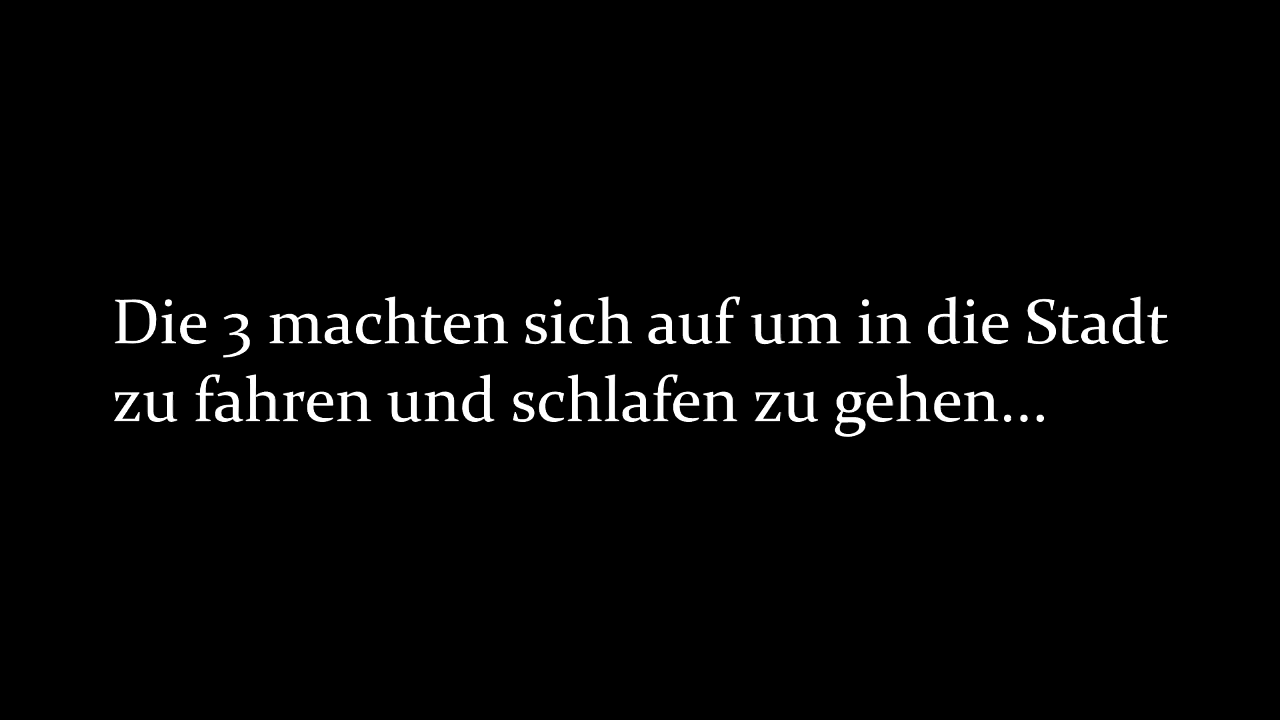 Die 3 machten sich auf um in die Stadt
zu fahren und schlafen zu gehen...